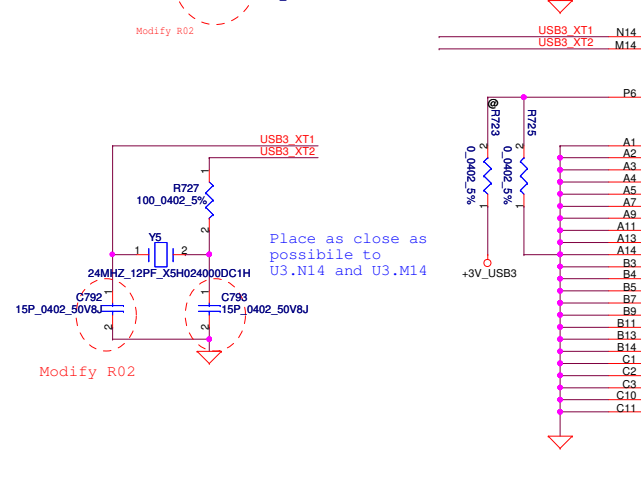 Modify R02
USB3_XT1
USB3_XT2
N14
M14
P6
@
R723
R725
2
2
0_0402_5%
0_0402_5%
1
1
+3V_USB3
USB3_XT1
USB3_XT2
1
R727
100_0402_5%
2
Y5
1
2
24MHZ_12PF_X5H024000DC1H
Place as close as
possibile to
U3.N14 and U3.M14
C792
1
15P_0402_50V8J
2
C793
1
15P_0402_50V8J
2
Modify R02
A1
A2
A3
A4
A5
A7
A9
A11
A13
A14
B3
B4
B5
B7
B9
B11
B13
B14
C1
C2
C3
C10
C11